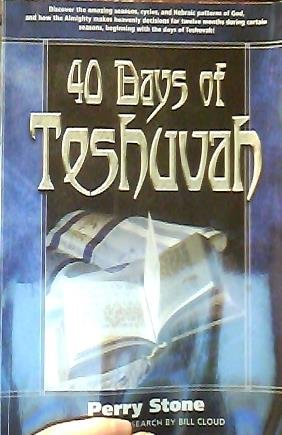 Discover the amazing season, cycles, and Hebraic patterns of God,
and how the Almighty makes heavenly decisions for twelve months during certain
seasons, beginning with the days of Teshuvah!
40 Days of
Teshuvah
Perry Stone
SEARCH BY BILL CLOUD